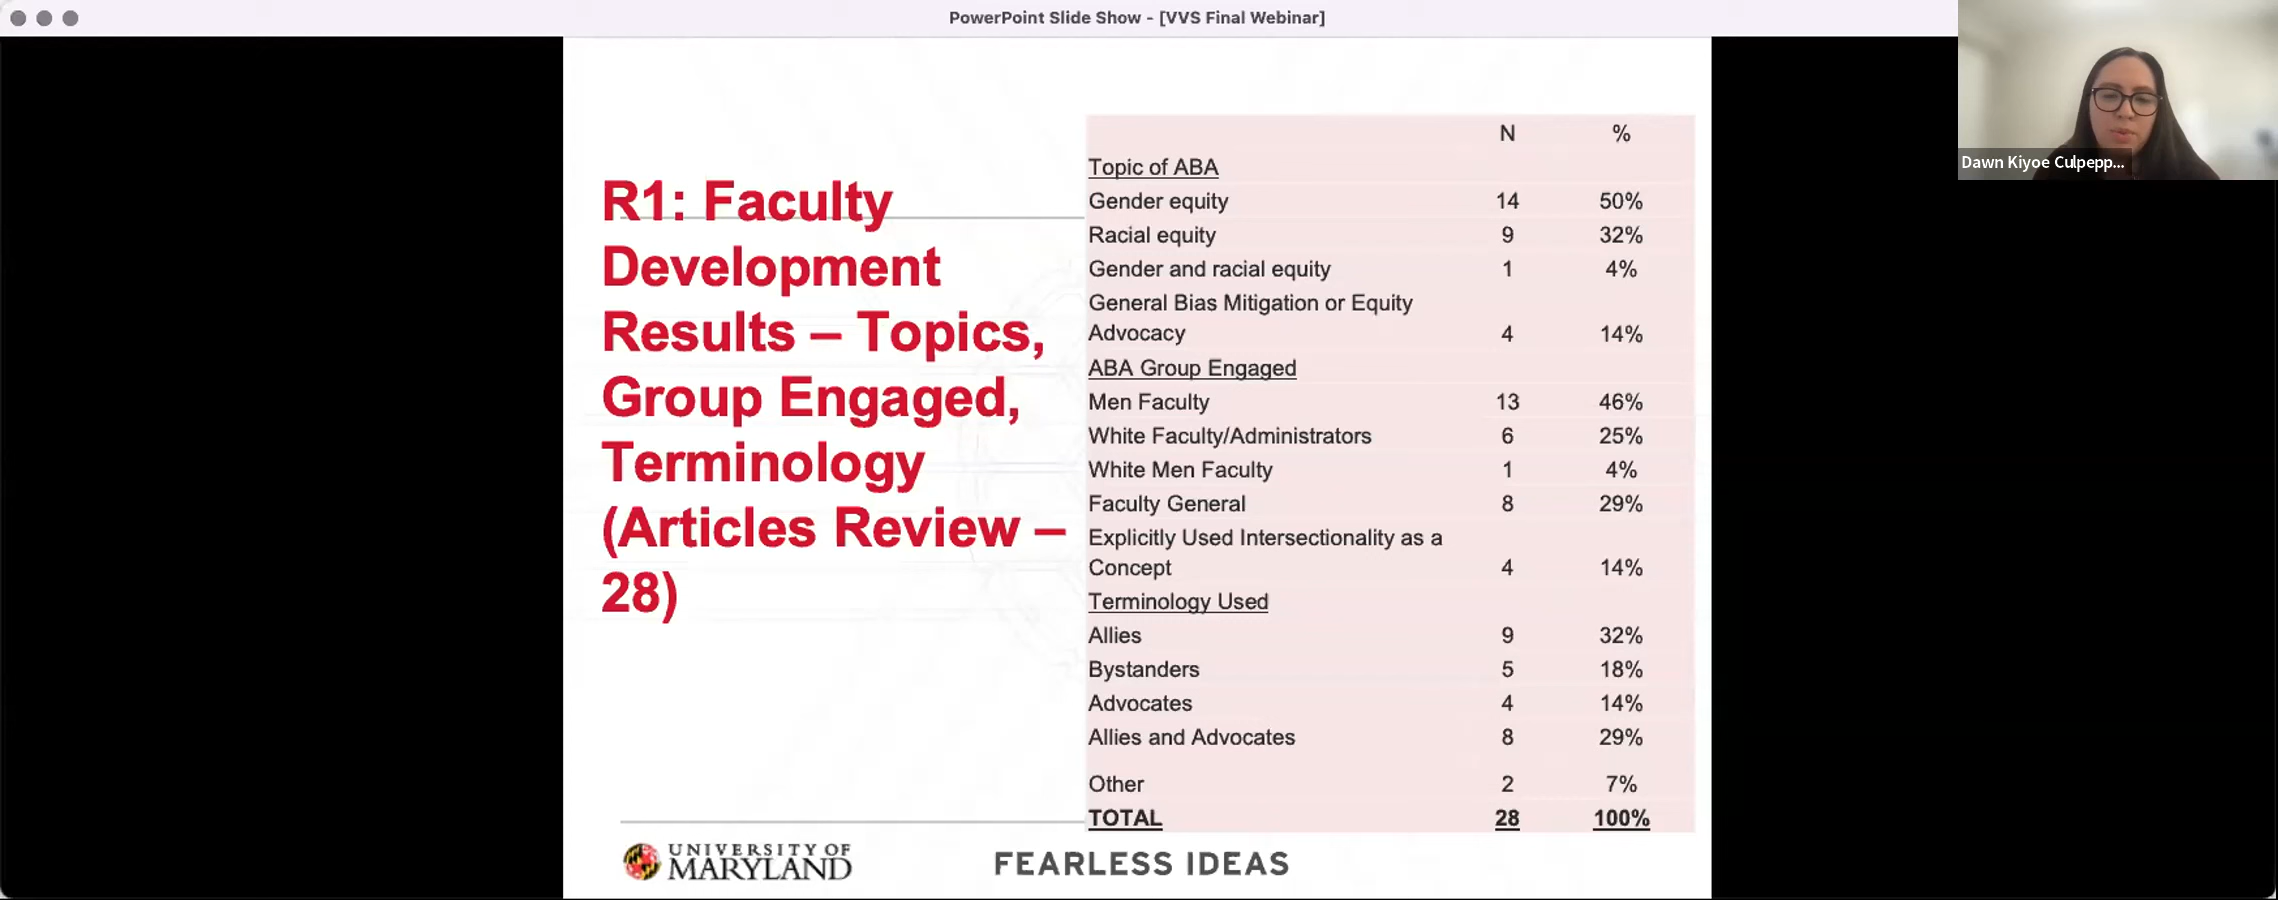 PowerPoint Slide Show - [VVS Final Webinar]
Dawn Kiyoe Culpepp...
R1: Faculty
Development
Results – Topics,
Group Engaged,
Terminology
(Articles Review –
28)
N %
Topic of ABA
Gender equity 14 50%
Racial equity 9 32%
Gender and racial equity 1 4%
General Bias Mitigation or Equity
Advocacy 4 14%
ABA Group Engaged
Men Faculty 13 46%
White Faculty/Administrators 6 25%
White Men Faculty 1 4%
Faculty General 8 29%
Explicitly Used Intersectionality as a
Concept 4 14%
Terminology Used
Allies 9 32%
Bystanders 5 18%
Advocates 4 14%
Allies and Advocates 8 29%
Other 2 7%
TOTAL 28 100%
UNIVERSITY OF
MARYLAND
FEARLESS IDEAS